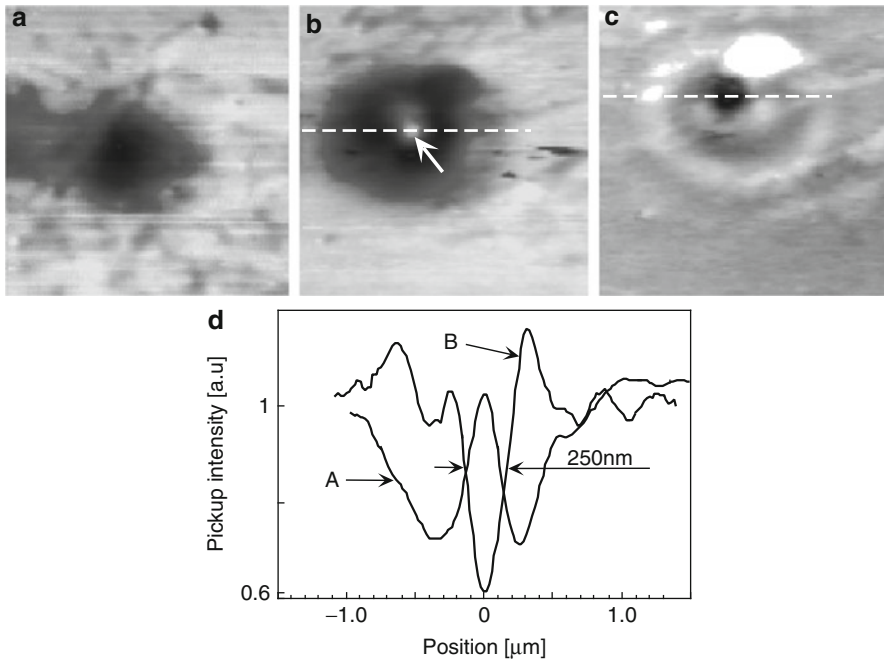 a
b
c
d
B
1
250nm
A
Pickup intensity [a.u]
0.6
−1.0
0
1.0
Position [μm]